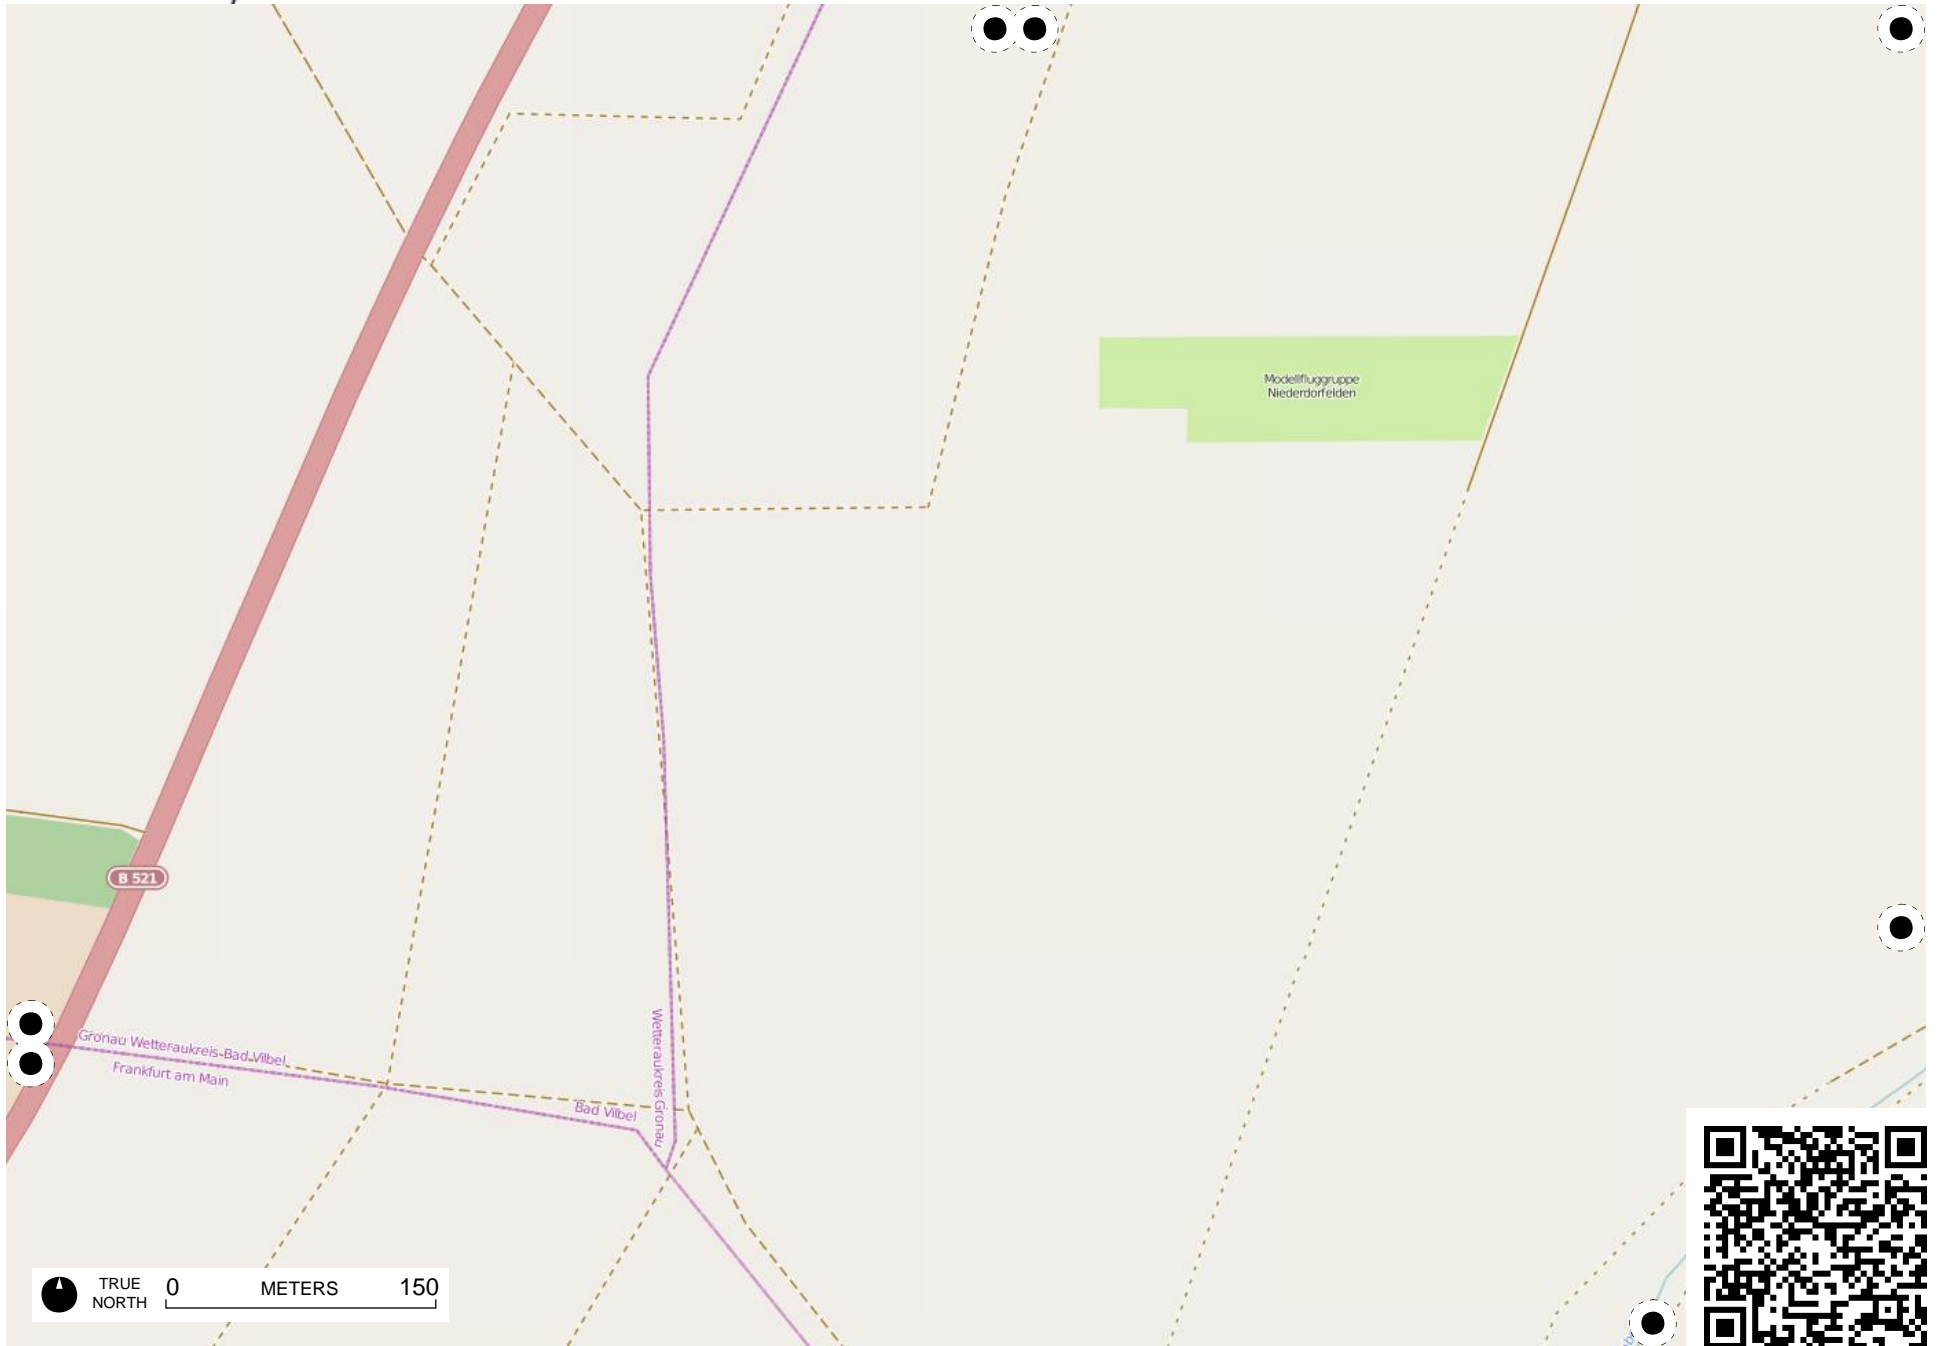 Modellfluggruppe
Niederdorfelden
B 521
Gronau Wetteraukreis Bad Vilbel
Frankfurt am Main
Bad Vilbel
Wetteraukreis Gronau
TRUE
NORTH
0 METERS 150